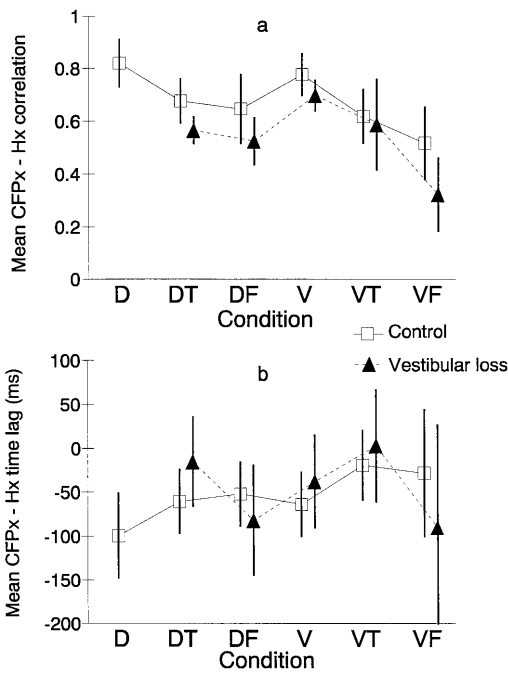 1
a
0.8
0.6
0.4
0.2
0
Mean CFPx - Hx correlation
D DT DF V VT VF
Condition
Control
Vestibular loss
100
b
50
0
-50
-100
-150
-200
Mean CFPx - Hx time lag (ms)
D DT DF V VT VF
Condition